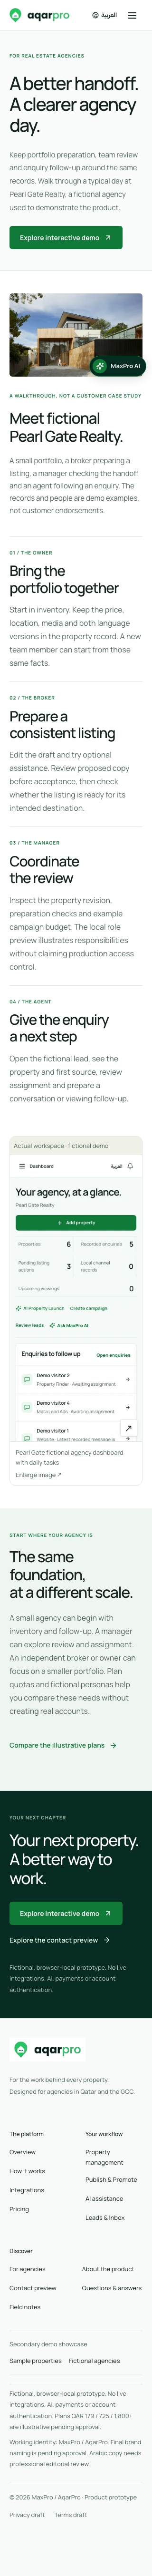 aqarpro
العربية
FOR REAL ESTATE AGENCIES
A better handoff.
A clearer agency
day.
Keep portfolio preparation, team review
and enquiry follow-up around the same
records. Walk through a typical day at
Pearl Gate Realty, a fictional agency
used to demonstrate the product.
Explore interactive demo
MaxPro AI
A WALKTHROUGH, NOT A CUSTOMER CASE STUDY
Meet fictional
Pearl Gate Realty.
A small portfolio, a broker preparing a
listing, a manager checking the handoff
and an agent following an enquiry. The
records and people are demo examples,
not customer endorsements.
01 / THE OWNER
Bring the
portfolio together
Start in inventory. Keep the price,
location, media and both language
versions in the property record. A new
team member can start from those
same facts.
02 / THE BROKER
Prepare a
consistent listing
Edit the draft and try optional
assistance. Review proposed copy
before acceptance, then check
whether the listing is ready for its
intended destination.
03 / THE MANAGER
Coordinate
the review
Inspect the property revision,
preparation checks and example
campaign budget. The local role
preview illustrates responsibilities
without claiming production access
control.
04 / THE AGENT
Give the enquiry
a next step
Open the fictional lead, see the
property and first source, review
assignment and prepare a
conversation or viewing follow-up.
Actual workspace · fictional demo
Dashboard
العربية
Your agency, at a glance.
Pearl Gate Realty
Add property
Properties 6
Recorded enquiries 5
Pending listing actions 3
Local channel records 0
Upcoming viewings 0
AI Property Launch Create campaign
Review leads Ask MaxPro AI
Enquiries to follow up Open enquiries
Demo visitor 2
Property Finder · Awaiting assignment
Demo visitor 4
Meta Lead Ads · Awaiting assignment
Demo visitor 1
Website · Latest recorded message is
Pearl Gate fictional agency dashboard
with daily tasks
Enlarge image ↗
START WHERE YOUR AGENCY IS
The same
foundation,
at a different scale.
A small agency can begin with
inventory and follow-up. A manager
can explore review and assignment.
An independent broker or owner can
focus on a smaller portfolio. Plan
quotas and fictional personas help
you compare these needs without
creating real accounts.
Compare the illustrative plans
YOUR NEXT CHAPTER
Your next property.
A better way to
work.
Explore interactive demo
Explore the contact preview
Fictional, browser-local prototype. No live
integrations, AI, payments or account
authentication.
aqarpro
For the work behind every property.
Designed for agencies in Qatar and the GCC.
The platform
Overview
How it works
Integrations
Pricing
Your workflow
Property
management
Publish & Promote
AI assistance
Leads & Inbox
Discover
For agencies
About the product
Contact preview
Questions & answers
Field notes
Secondary demo showcase
Sample properties Fictional agencies
Fictional, browser-local prototype. No live
integrations, AI, payments or account
authentication. Plans QAR 179 / 725 / 1,800+
are illustrative pending approval.
Working identity: MaxPro / AqarPro. Final brand
naming is pending approval. Arabic copy needs
professional editorial review.
© 2026 MaxPro / AqarPro · Product prototype
Privacy draft Terms draft